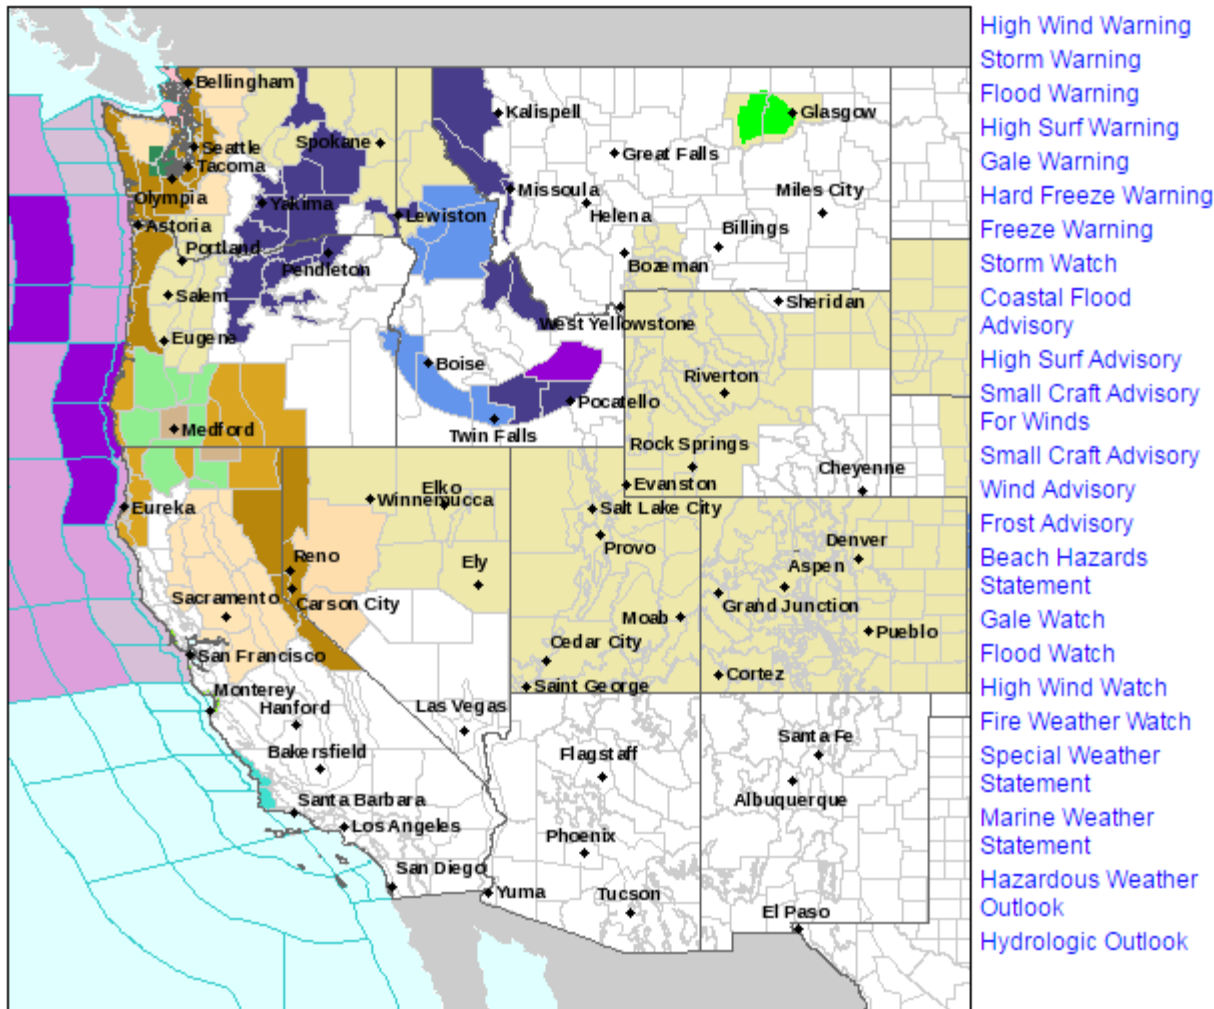 Bellingham
Kalispell
Glasgow
Seattle
Spokane
Great Falls
Tacoma
Olympia
Missoula
Miles City
Yakima
Lewiston
Helena
Astoria
Billings
Portland
Pendleton
Bozeman
Salem
Sheridan
West Yellowstone
Eugene
Boise
Riverton
Pocatello
Medford
Twin Falls
Rock Springs
Cheyenne
Elko
Evanston
Winnemucca
Eureka
Salt Lake City
Provo
Denver
Reno
Ely
Aspen
Sacramento
Carson City
Grand Junction
Moab
Pueblo
Cedar City
San Francisco
Cortez
Saint George
Monterey
Hanford
Las Vegas
Santa Fe
Bakersfield
Flagstaff
Albuquerque
Santa Barbara
Los Angeles
Phoenix
San Diego
Yuma
Tucson
El Paso
High Wind Warning
Storm Warning
Flood Warning
High Surf Warning
Gale Warning
Hard Freeze Warning
Freeze Warning
Storm Watch
Coastal Flood
Advisory
High Surf Advisory
Small Craft Advisory
For Winds
Small Craft Advisory
Wind Advisory
Frost Advisory
Beach Hazards
Statement
Gale Watch
Flood Watch
High Wind Watch
Fire Weather Watch
Special Weather
Statement
Marine Weather
Statement
Hazardous Weather
Outlook
Hydrologic Outlook